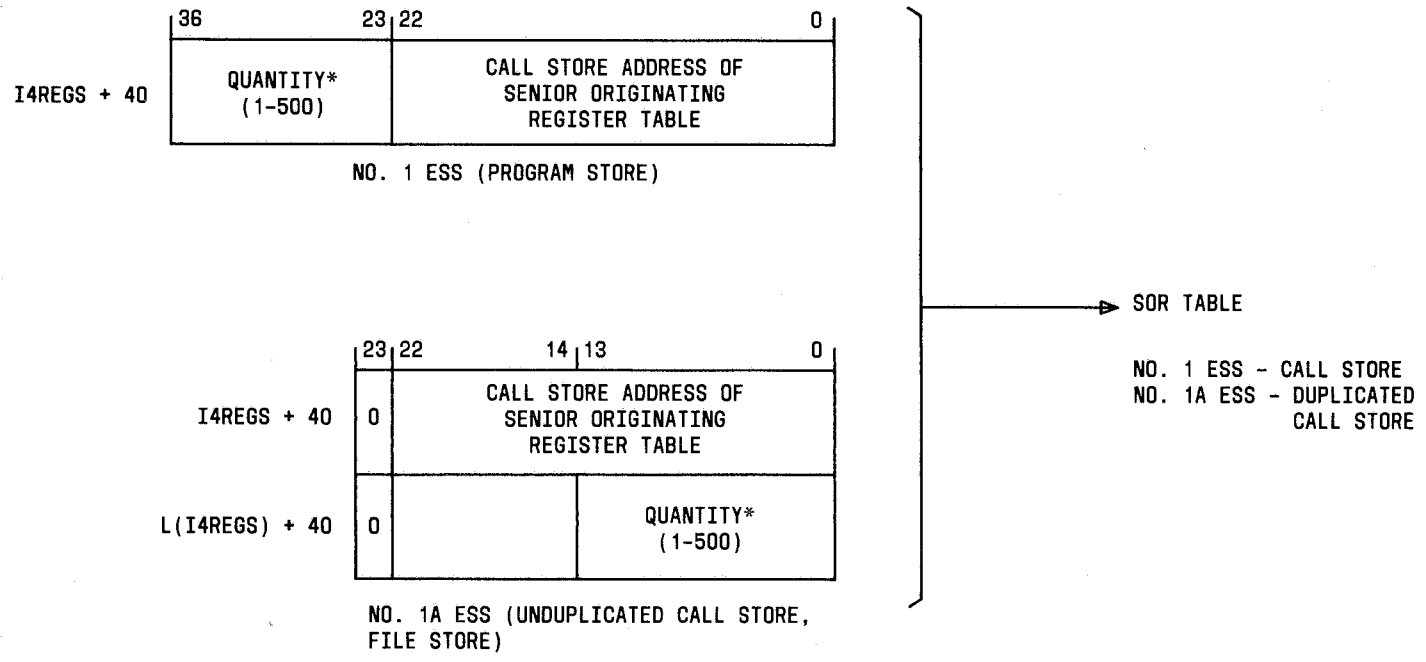 36 23 22 0
I4REGS + 40
QUANTITY*
(1-500)
CALL STORE ADDRESS OF
SENIOR ORIGINATING
REGISTER TABLE
NO. 1 ESS (PROGRAM STORE)
23 22 14 13 0
I4REGS + 40
0
CALL STORE ADDRESS OF
SENIOR ORIGINATING
REGISTER TABLE
L(I4REGS) + 40
0
QUANTITY*
(1-500)
NO. 1A ESS (UNDUPLICATED CALL STORE,
FILE STORE)
SOR TABLE
NO. 1 ESS - CALL STORE
NO. 1A ESS - DUPLICATED
CALL STORE